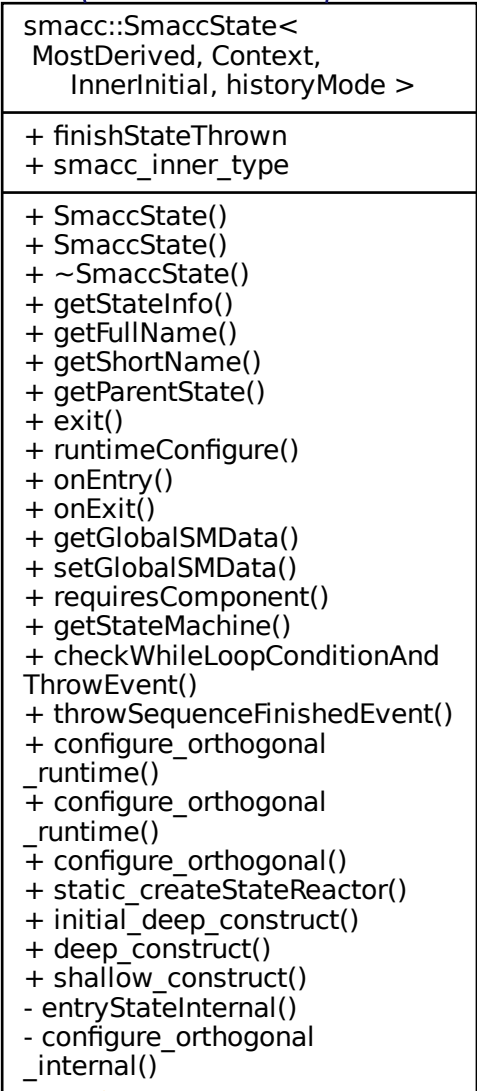 smacc::SmaccState<
MostDerived, Context,
InnerInitial, historyMode >
+ finishStateThrown
+ smacc_inner_type
+ SmaccState()
+ SmaccState()
+ ~SmaccState()
+ getStateInfo()
+ getFullName()
+ getShortName()
+ getParentState()
+ exit()
+ runtimeConfigure()
+ onEntry()
+ onExit()
+ getGlobalSMData()
+ setGlobalSMData()
+ requiresComponent()
+ getStateMachine()
+ checkWhileLoopConditionAnd
ThrowEvent()
+ throwSequenceFinishedEvent()
+ configure_orthogonal
_runtime()
+ configure_orthogonal
_runtime()
+ configure_orthogonal()
+ static_createStateReactor()
+ initial_deep_construct()
+ deep_construct()
+ shallow_construct()
- entryStateInternal()
- configure_orthogonal
_internal()